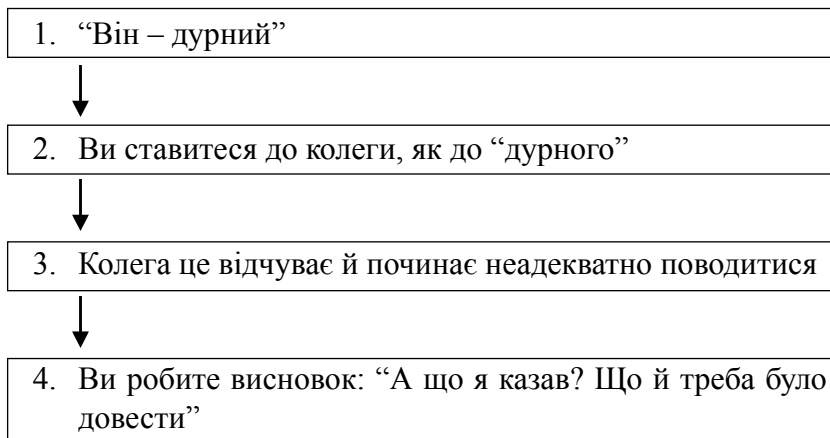 1. “Він – дурний”
2. Ви ставитеся до колеги, як до “дурного”
3. Колега це відчуває й починає неадекватно поводитися
4. Ви робите висновок: “А що я казав? Що й треба було
довести”